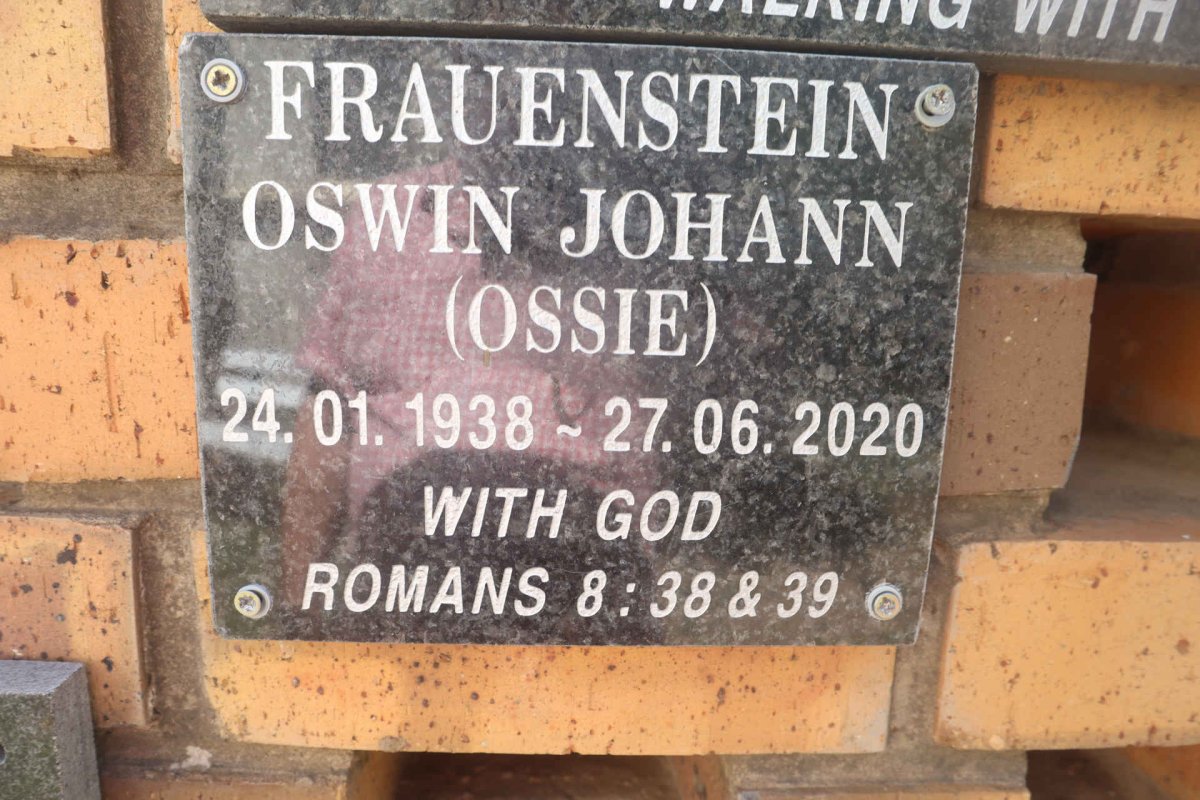 WALKING WITH
FRAUENSTEIN
OSWIN JOHANN
(OSSIE)
24. 01. 1938 ~ 27. 06. 2020
WITH GOD
ROMANS 8 : 38 & 39